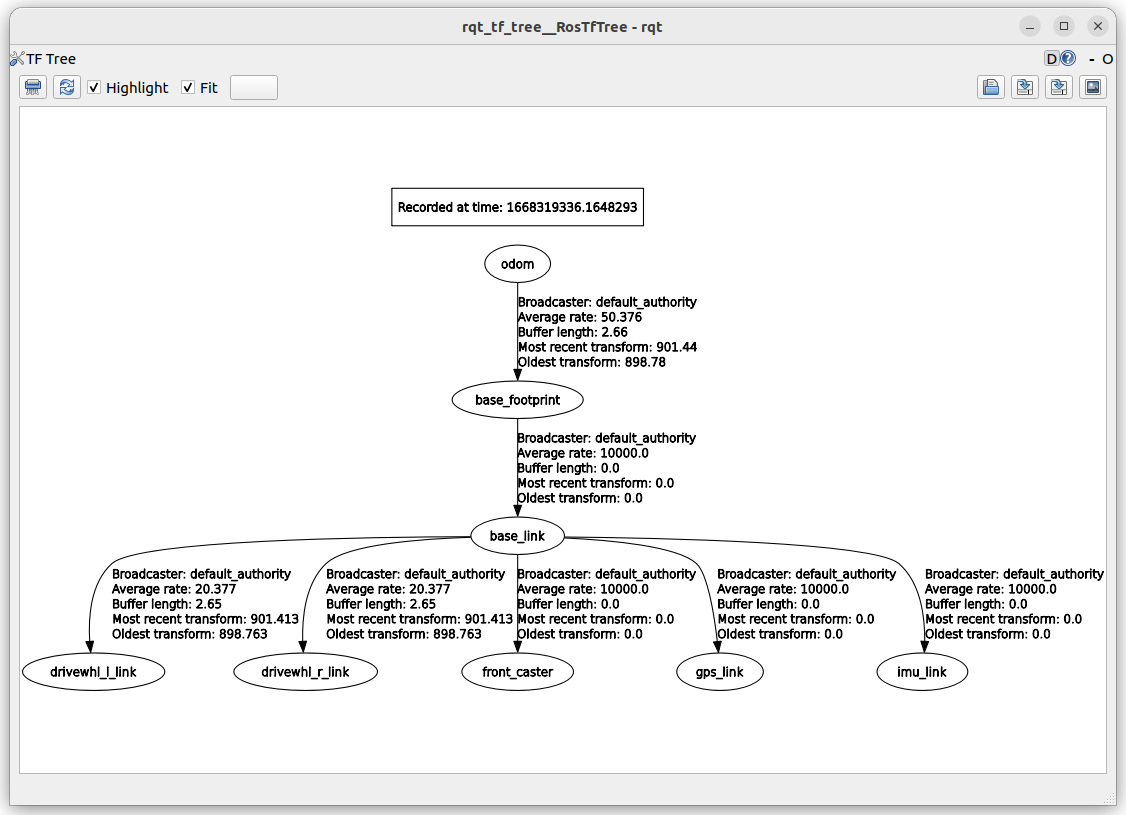 rqt_tf_tree__RosTfTree - rqt
TF Tree
D
- O
Highlight
Fit
Recorded at time: 1668319336.1648293
odom
Broadcaster: default_authority
Average rate: 50.376
Buffer length: 2.66
Most recent transform: 901.44
Oldest transform: 898.78
base_footprint
Broadcaster: default_authority
Average rate: 10000.0
Buffer length: 0.0
Most recent transform: 0.0
Oldest transform: 0.0
base_link
Broadcaster: default_authority
Average rate: 20.377
Buffer length: 2.65
Most recent transform: 901.413
Oldest transform: 898.763
Broadcaster: default_authority
Average rate: 20.377
Buffer length: 2.65
Most recent transform: 901.413
Oldest transform: 898.763
Broadcaster: default_authority
Average rate: 10000.0
Buffer length: 0.0
Most recent transform: 0.0
Oldest transform: 0.0
Broadcaster: default_authority
Average rate: 10000.0
Buffer length: 0.0
Most recent transform: 0.0
Oldest transform: 0.0
Broadcaster: default_authority
Average rate: 10000.0
Buffer length: 0.0
Most recent transform: 0.0
Oldest transform: 0.0
drivewhl_l_link
drivewhl_r_link
front_caster
gps_link
imu_link